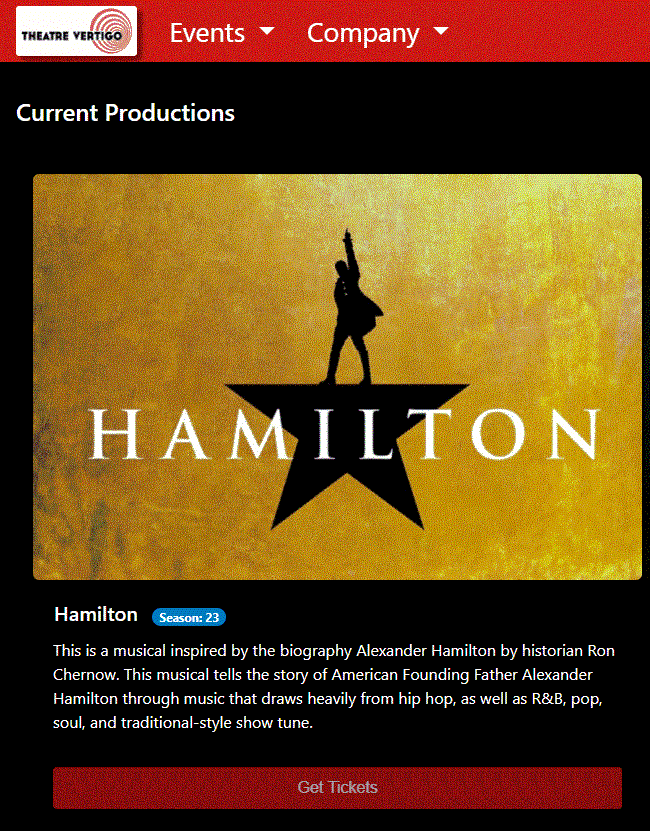 THEATRE VERTIGO
Events
Company
Current Productions
HAMILTON
Hamilton Season: 23
This is a musical inspired by the biography Alexander Hamilton by historian Ron
Chernow. This musical tells the story of American Founding Father Alexander
Hamilton through music that draws heavily from hip hop, as well as R&B, pop,
soul, and traditional-style show tune.
Get Tickets